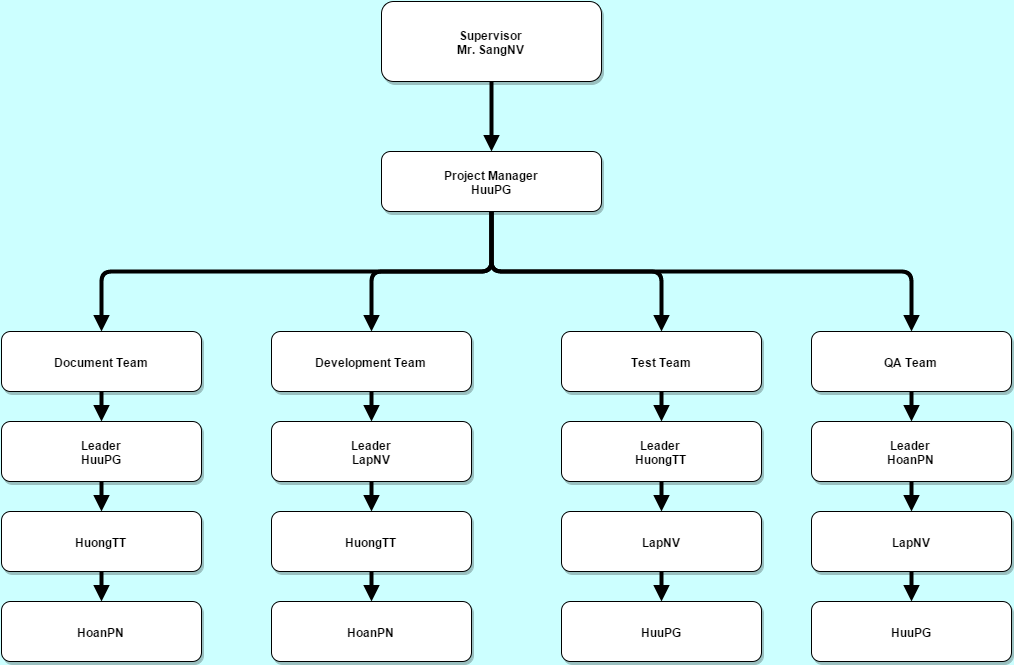 Supervisor
Mr. SangNV
Project Manager
HuuPG
Document Team
Development Team
Test Team
QA Team
Leader
HuuPG
Leader
LapNV
Leader
HuongTT
Leader
HoanPN
HuongTT
HuongTT
LapNV
LapNV
HoanPN
HoanPN
HuuPG
HuuPG